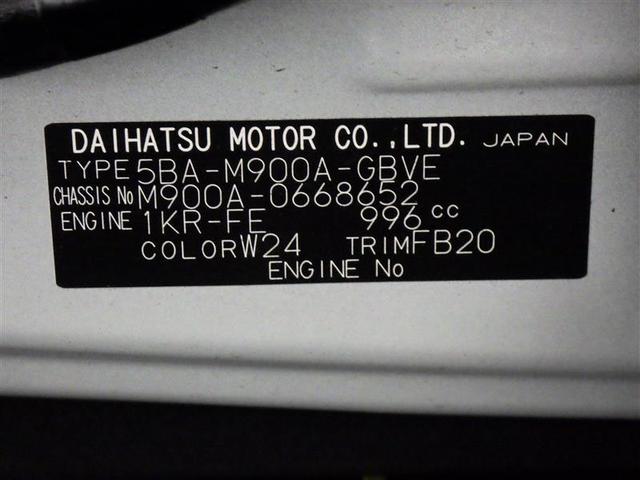 DAIHATSU MOTOR CO.,LTD. JAPAN
TYPE 5BA-M900A-GBVE
CHASSIS No M900A-0668652
ENGINE 1KR-FE 996 cc
COLOR W24 TRIM FB20
ENGINE No